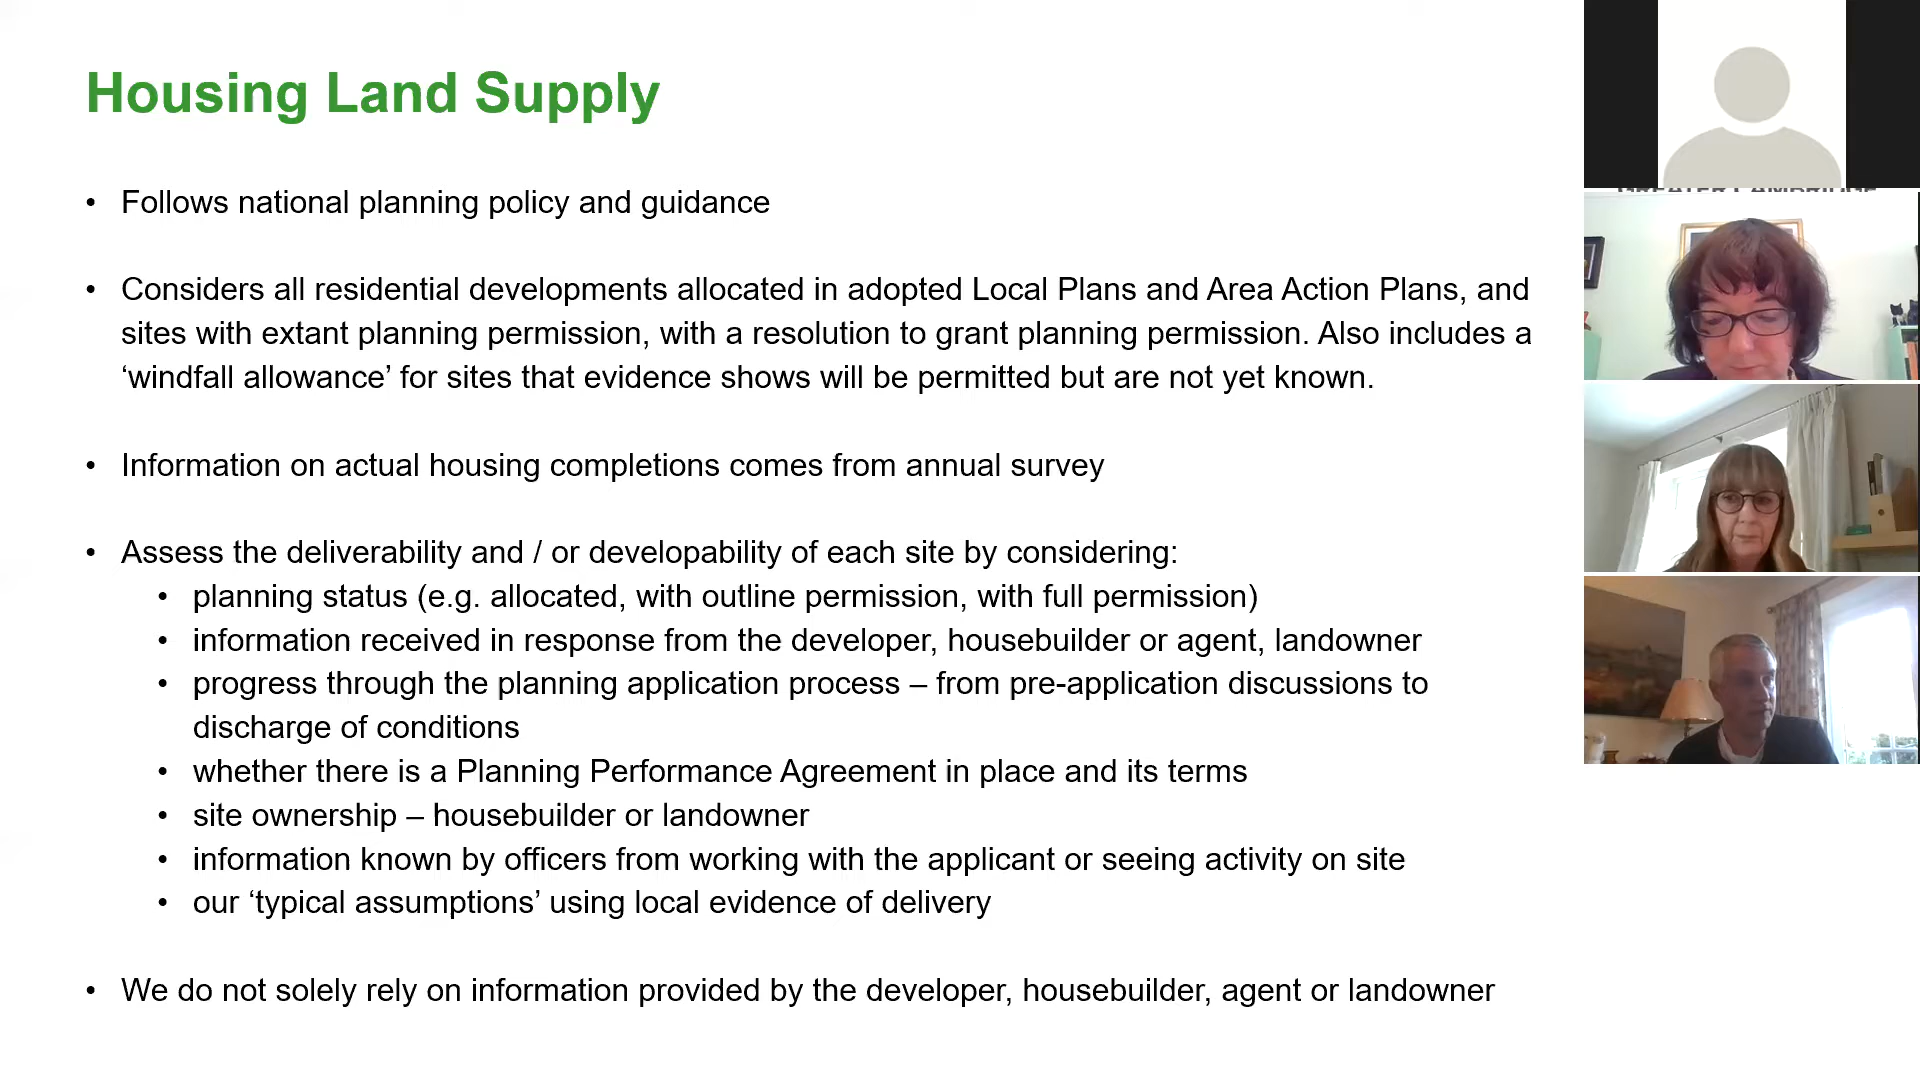 Housing Land Supply
• Follows national planning policy and guidance
• Considers all residential developments allocated in adopted Local Plans and Area Action Plans, and
sites with extant planning permission, with a resolution to grant planning permission. Also includes a
‘windfall allowance’ for sites that evidence shows will be permitted but are not yet known.
• Information on actual housing completions comes from annual survey
• Assess the deliverability and / or developability of each site by considering:
• planning status (e.g. allocated, with outline permission, with full permission)
• information received in response from the developer, housebuilder or agent, landowner
• progress through the planning application process – from pre-application discussions to
discharge of conditions
• whether there is a Planning Performance Agreement in place and its terms
• site ownership – housebuilder or landowner
• information known by officers from working with the applicant or seeing activity on site
• our ‘typical assumptions’ using local evidence of delivery
• We do not solely rely on information provided by the developer, housebuilder, agent or landowner
GREATER CAMBRIDGE